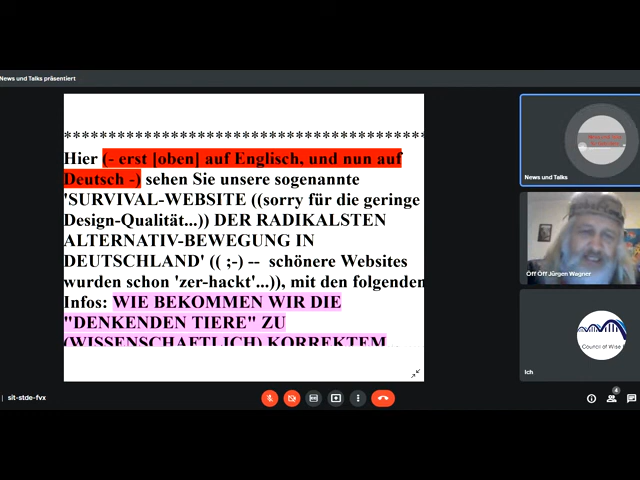 News und Talks präsentiert
****************************************
Hier (- erst [oben] auf Englisch, und nun auf
Deutsch -) sehen Sie unsere sogenannte
'SURVIVAL-WEBSITE ((sorry für die geringe
Design-Qualität...)) DER RADIKALSTEN
ALTERNATIV-BEWEGUNG IN
DEUTSCHLAND' (( ;-) -- schönere Websites
wurden schon 'zer-hackt'...)), mit den folgenden
Infos: WIE BEKOMMEN WIR DIE
"DENKENDEN TIERE" ZU
(WISSENSCHAFTLICH) KORREKTEM
News und Talks
Öff Öff Jürgen Wagner
Council of Wise
Ich
sit-stde-fvx
4